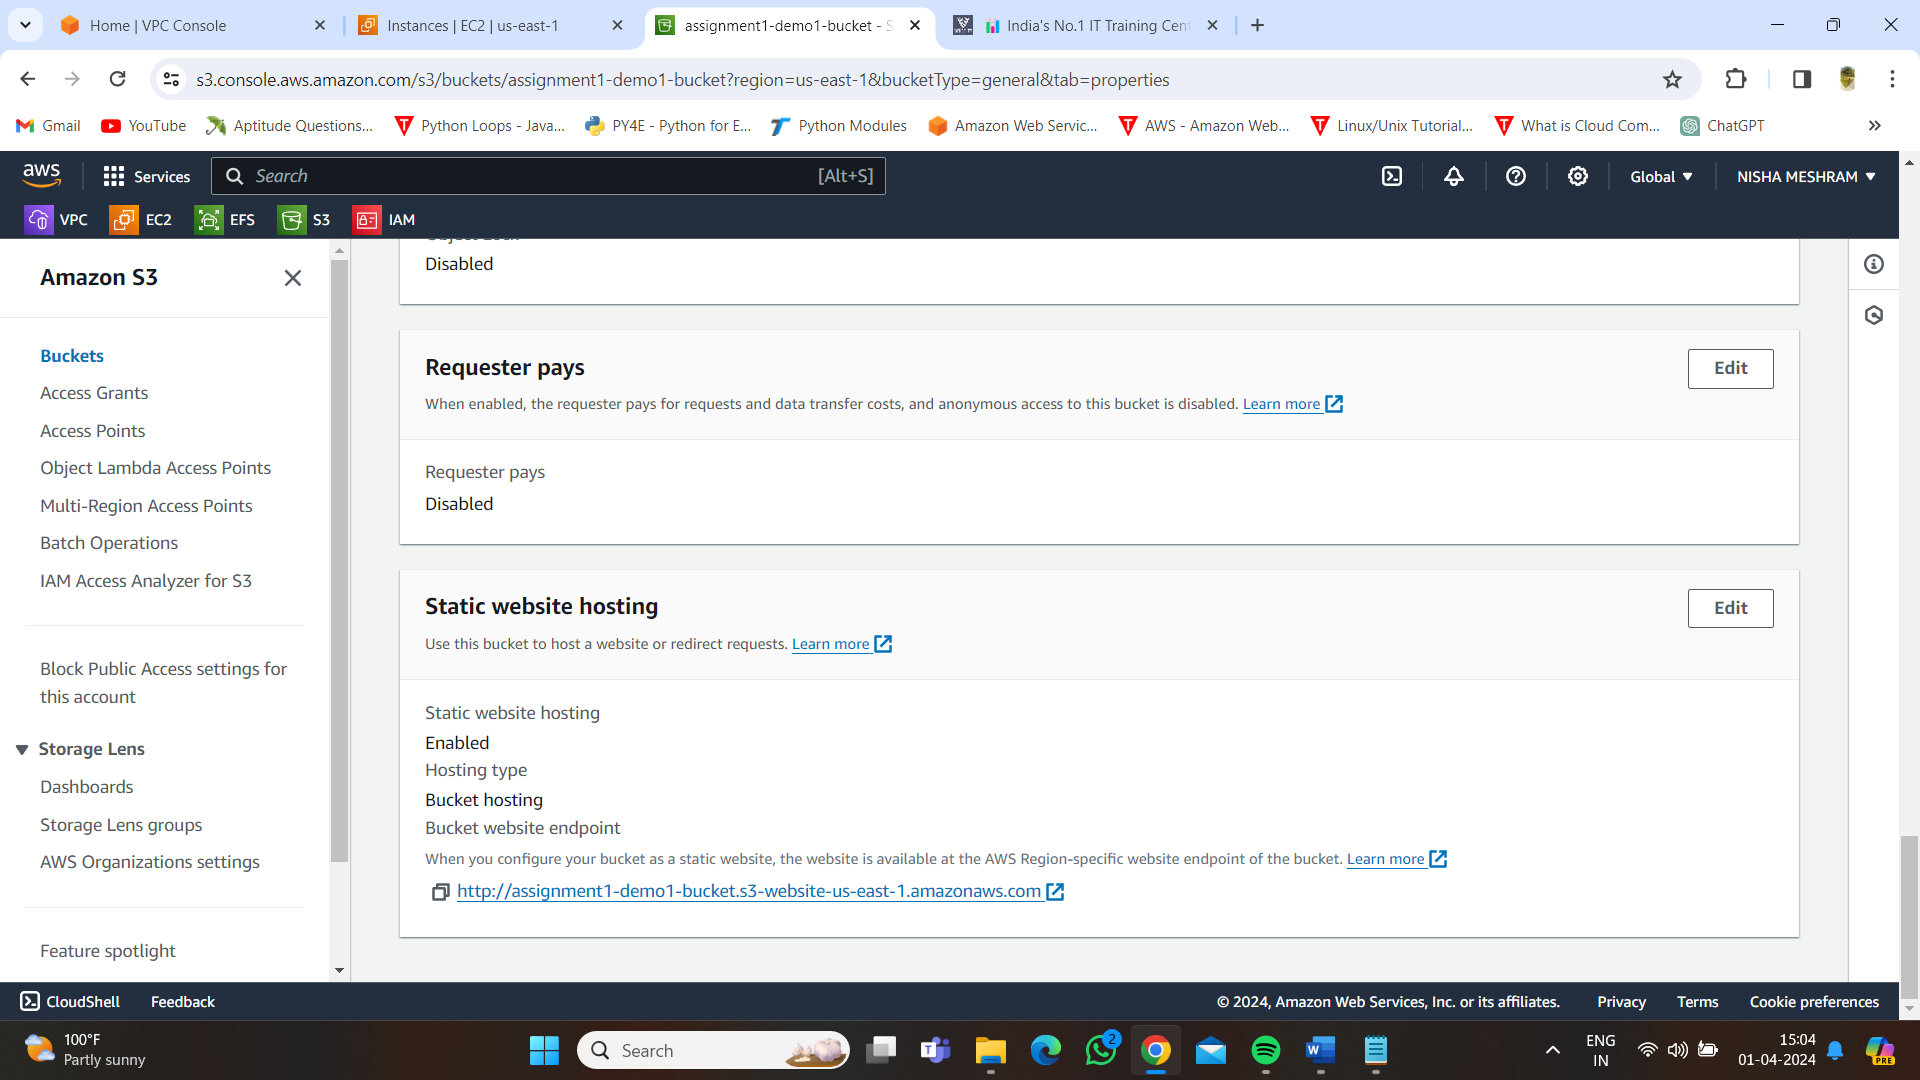 Home | VPC Console
Instances | EC2 | us-east-1
assignment1-demo1-bucket - S
India's No.1 IT Training Cent
s3.console.aws.amazon.com/s3/buckets/assignment1-demo1-bucket?region=us-east-1&bucketType=general&tab=properties
Gmail
YouTube
Aptitude Questions...
Python Loops - Java...
PY4E - Python for E...
Python Modules
Amazon Web Servic...
AWS - Amazon Web...
Linux/Unix Tutorial...
What is Cloud Com...
ChatGPT
aws
Services
Search
[Alt+S]
Global
NISHA MESHRAM
VPC
EC2
EFS
S3
IAM
Amazon S3
Buckets
Access Grants
Access Points
Object Lambda Access Points
Multi-Region Access Points
Batch Operations
IAM Access Analyzer for S3
Block Public Access settings for
this account
Storage Lens
Dashboards
Storage Lens groups
AWS Organizations settings
Feature spotlight
Object Lock
Disabled
Requester pays
Edit
When enabled, the requester pays for requests and data transfer costs, and anonymous access to this bucket is disabled. Learn more
Requester pays
Disabled
Static website hosting
Edit
Use this bucket to host a website or redirect requests. Learn more
Static website hosting
Enabled
Hosting type
Bucket hosting
Bucket website endpoint
When you configure your bucket as a static website, the website is available at the AWS Region-specific website endpoint of the bucket. Learn more
http://assignment1-demo1-bucket.s3-website-us-east-1.amazonaws.com
CloudShell
Feedback
© 2024, Amazon Web Services, Inc. or its affiliates.
Privacy
Terms
Cookie preferences
100°F
Partly sunny
Search
2
ENG
IN
15:04
01-04-2024
PRE